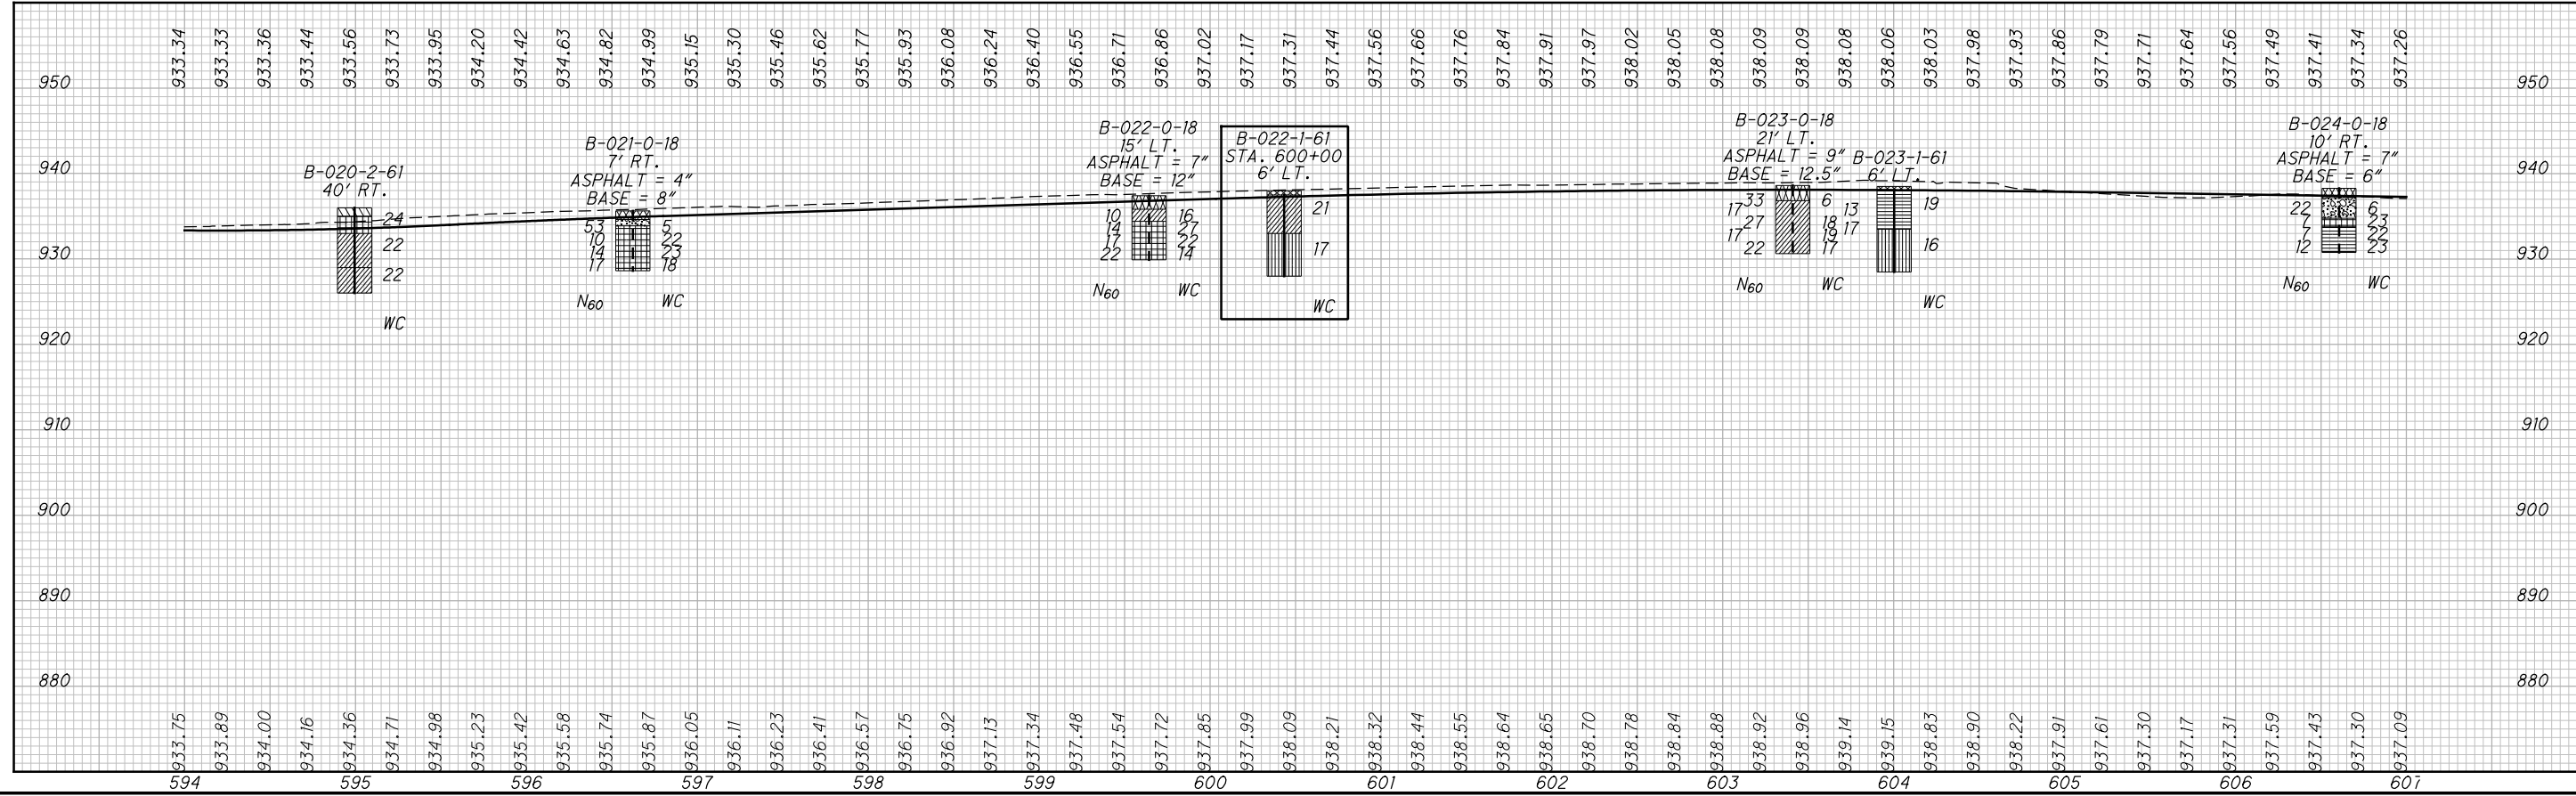 933.34 933.33 933.36 933.44 933.56 933.73 933.95 934.20 934.42 934.63 934.82 934.99 935.15 935.30 935.46 935.62 935.77 935.93 936.08 936.24 936.40 936.55 936.71 936.86 937.02 937.17 937.31 937.44 937.56 937.66 937.76 937.84 937.91 937.97 938.02 938.05 938.08 938.09 938.09 938.08 938.06 938.03 937.98 937.93 937.86 937.79 937.71 937.64 937.56 937.49 937.41 937.34 937.26
950 950
940 940
930 930
920 920
910 910
900 900
890 890
880 880
B-020-2-61
40' RT.
24
22
22
WC
B-021-0-18
7' RT.
ASPHALT = 4"
BASE = 8"
53 5
10 22
14 23
17 18
N60 WC
B-022-0-18
15' LT.
ASPHALT = 7"
BASE = 12"
10 16
14 27
17 22
22 14
N60 WC
B-022-1-61
STA. 600+00
6' LT.
21
17
WC
B-023-0-18
21' LT.
ASPHALT = 9"
BASE = 12.5"
33 6
17 13
27 18
17
17 19
22 17
N60 WC
B-023-1-61
6' LT.
19
16
WC
B-024-0-18
10' RT.
ASPHALT = 7"
BASE = 6"
22 6
7 23
7 22
12 23
N60 WC
933.75 933.89 934.00 934.16 934.36 934.71 934.98 935.23 935.42 935.58 935.74 935.87 936.05 936.11 936.23 936.41 936.57 936.75 936.92 937.13 937.34 937.48 937.54 937.72 937.85 937.99 938.09 938.21 938.32 938.44 938.55 938.64 938.65 938.70 938.78 938.84 938.88 938.92 938.96 939.14 939.15 938.83 938.90 938.22 937.91 937.61 937.30 937.17 937.31 937.59 937.43 937.30 937.09
594 595 596 597 598 599 600 601 602 603 604 605 606 607